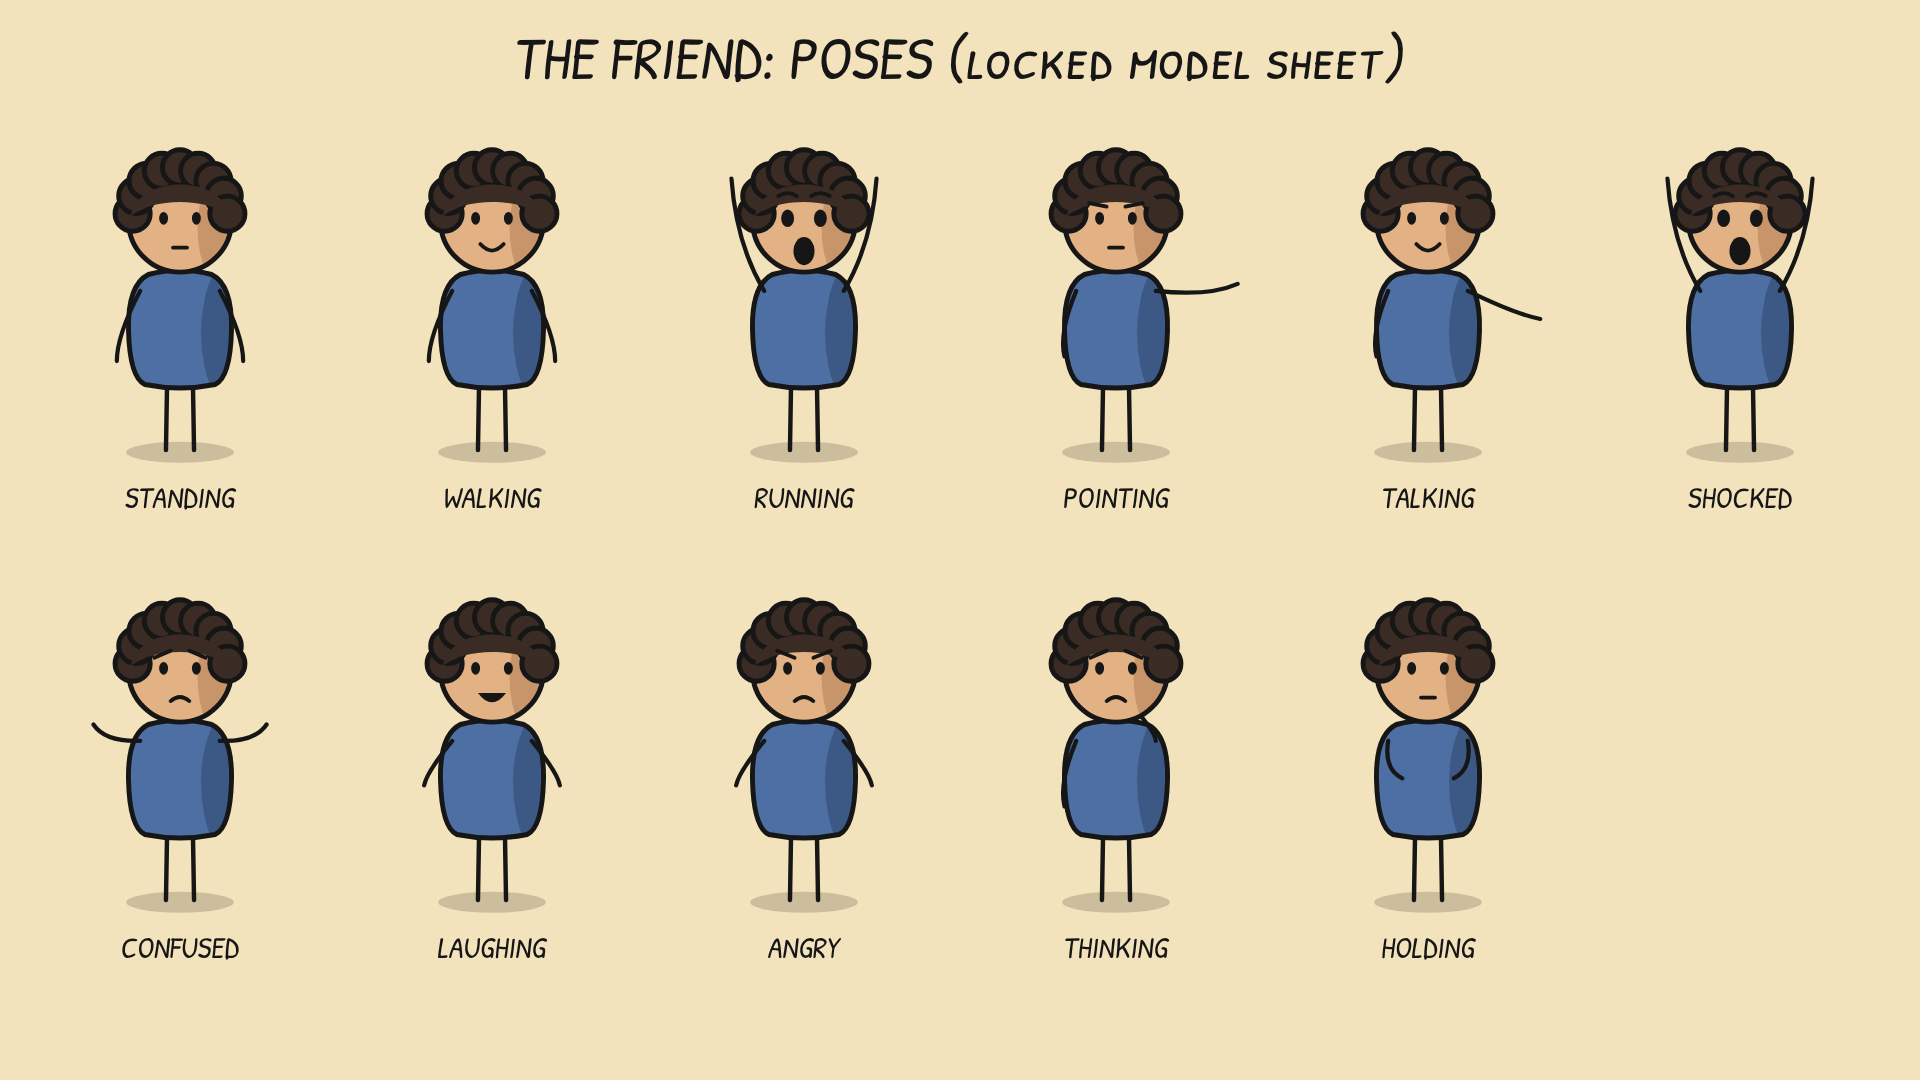 THE FRIEND: POSES (LOCKED MODEL SHEET)
STANDING
WALKING
RUNNING
POINTING
TALKING
SHOCKED
CONFUSED
LAUGHING
ANGRY
THINKING
HOLDING